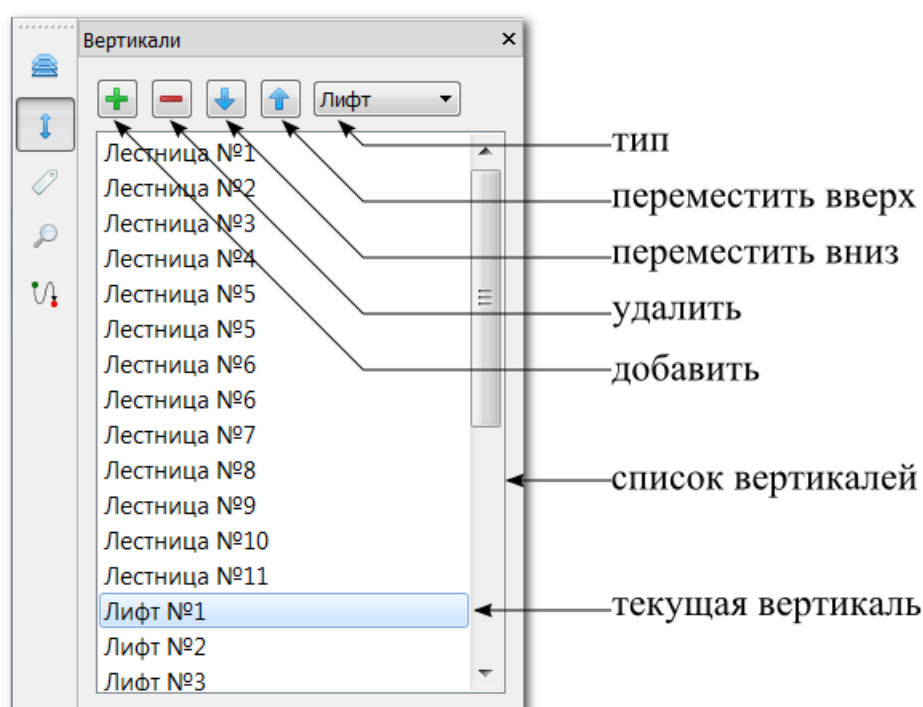 Вертикали
Лифт
тип
Лестница №1
Лестница №2
переместить вверх
Лестница №3
Лестница №4
переместить вниз
Лестница №5
удалить
Лестница №5
Лестница №6
добавить
Лестница №6
Лестница №7
Лестница №8
список вертикалей
Лестница №9
Лестница №10
Лестница №11
Лифт №1
текущая вертикаль
Лифт №2
Лифт №3